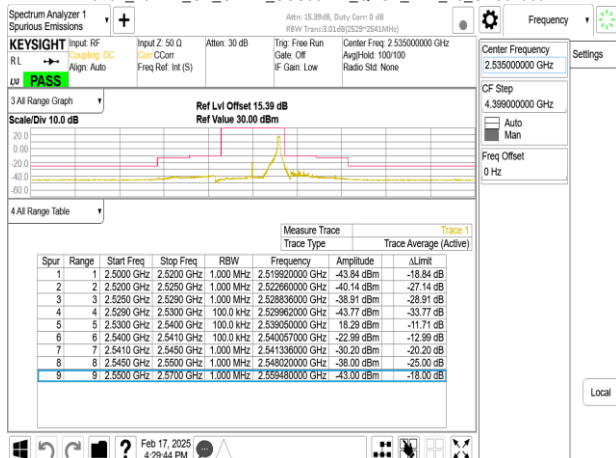 Spectrum Analyzer 1
Spurious Emissions
Attn: 15.39dB, Duty Corr: 0 dB
RBW Trans:3.01dB(2529~2541MHz)
Frequency
KEYSIGHT
RL
PASS
Input: RF
Coupling: DC
Align: Auto
Input Z: 50 Ω
Corr CCorr
Freq Ref: Int (S)
Atten: 30 dB
Trig: Free Run
Gate: Off
IF Gain: Low
Center Freq: 2.535000000 GHz
Avg|Hold: 100/100
Radio Std: None
Center Frequency
2.535000000 GHz
Settings
CF Step
4.399000000 GHz
Auto
Man
Freq Offset
0 Hz
3 All Range Graph
Scale/Div 10.0 dB
Ref Lvl Offset 15.39 dB
Ref Value 30.00 dBm
20.0
0.00
-20.0
-40.0
-60.0
4 All Range Table
Measure Trace Trace 1
Trace Type Trace Average (Active)
Spur Range Start Freq Stop Freq RBW Frequency Amplitude ΔLimit
1 1 2.5000 GHz 2.5200 GHz 1.000 MHz 2.519920000 GHz -43.84 dBm -18.84 dB
2 2 2.5200 GHz 2.5250 GHz 1.000 MHz 2.522660000 GHz -40.14 dBm -27.14 dB
3 3 2.5250 GHz 2.5290 GHz 1.000 MHz 2.528836000 GHz -38.91 dBm -28.91 dB
4 4 2.5290 GHz 2.5300 GHz 100.0 kHz 2.529962000 GHz -43.77 dBm -33.77 dB
5 5 2.5300 GHz 2.5400 GHz 100.0 kHz 2.539050000 GHz 18.29 dBm -11.71 dB
6 6 2.5400 GHz 2.5410 GHz 100.0 kHz 2.540057000 GHz -22.99 dBm -12.99 dB
7 7 2.5410 GHz 2.5450 GHz 1.000 MHz 2.541336000 GHz -30.20 dBm -20.20 dB
8 8 2.5450 GHz 2.5500 GHz 1.000 MHz 2.548020000 GHz -38.00 dBm -25.00 dB
9 9 2.5500 GHz 2.5700 GHz 1.000 MHz 2.559480000 GHz -43.00 dBm -18.00 dB
Local
?
Feb 17, 2025
4:29:44 PM